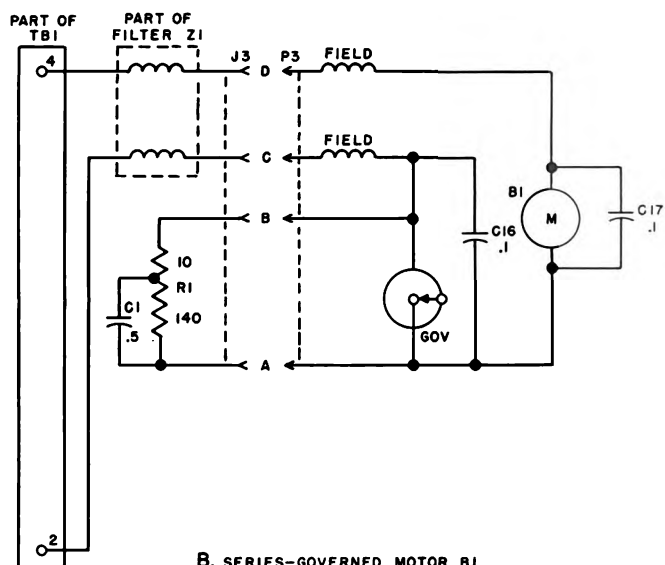 PART OF
TB1
PART OF
FILTER Z1
J3 P3
FIELD
4
D
FIELD
C
B1
M
C17
.1
B
C16
.1
10
R1
C1
.5
140
GOV
A
2
B. SERIES-GOVERNED MOTOR B1